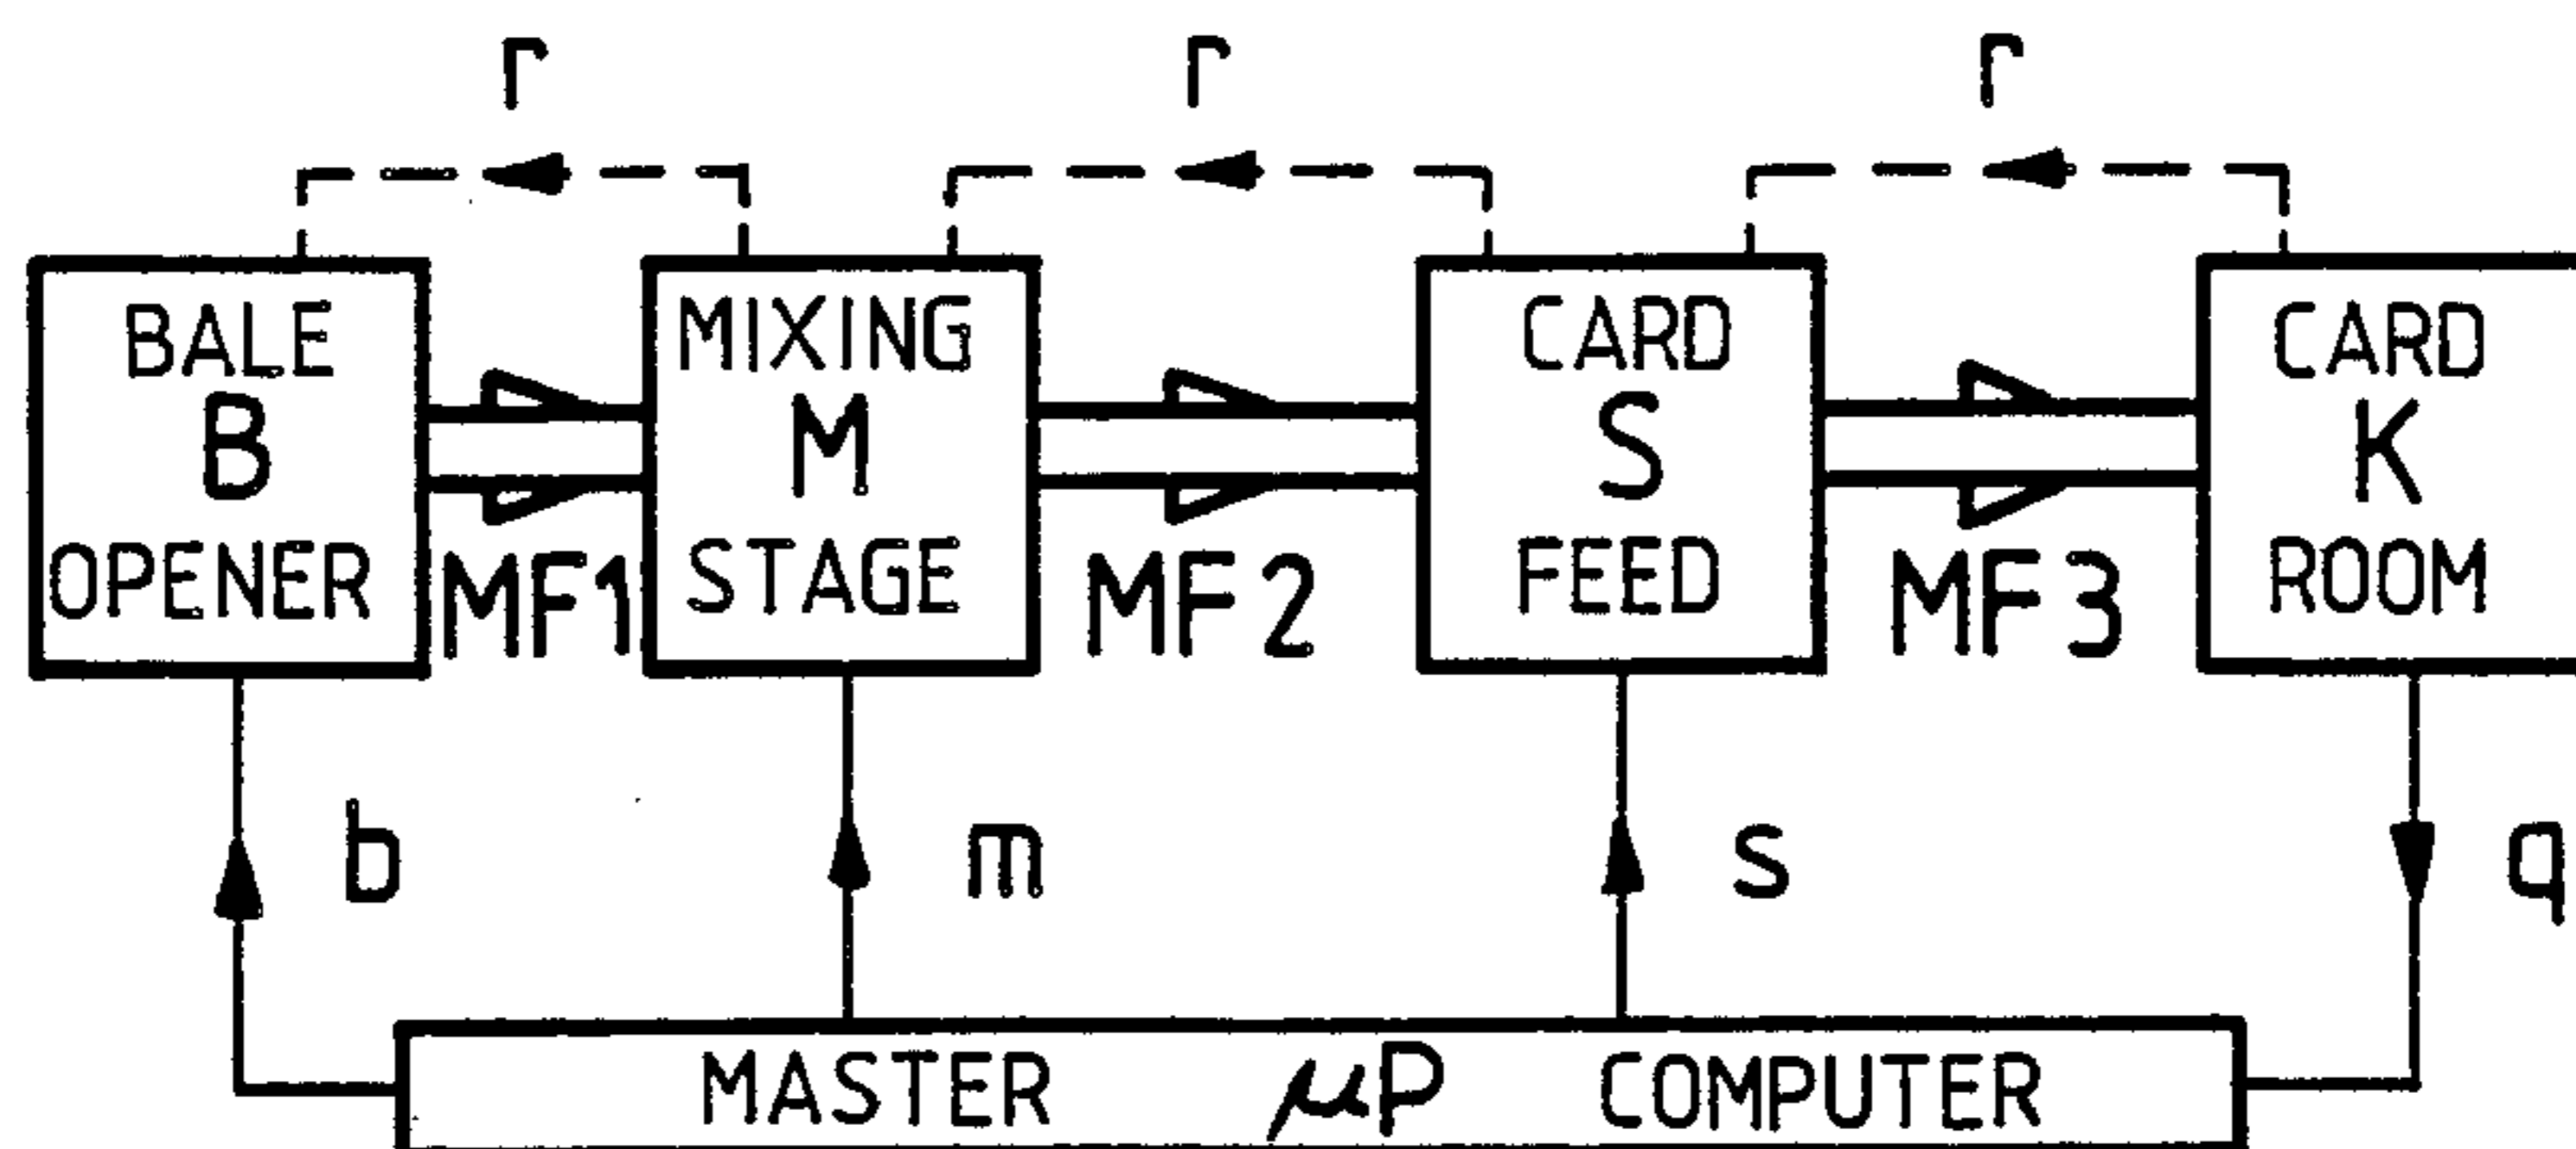 r r r
BALE MIXING CARD CARD
B M S K
OPENER MF1 STAGE MF2 FEED MF3 ROOM
b m s q
MASTER μP COMPUTER